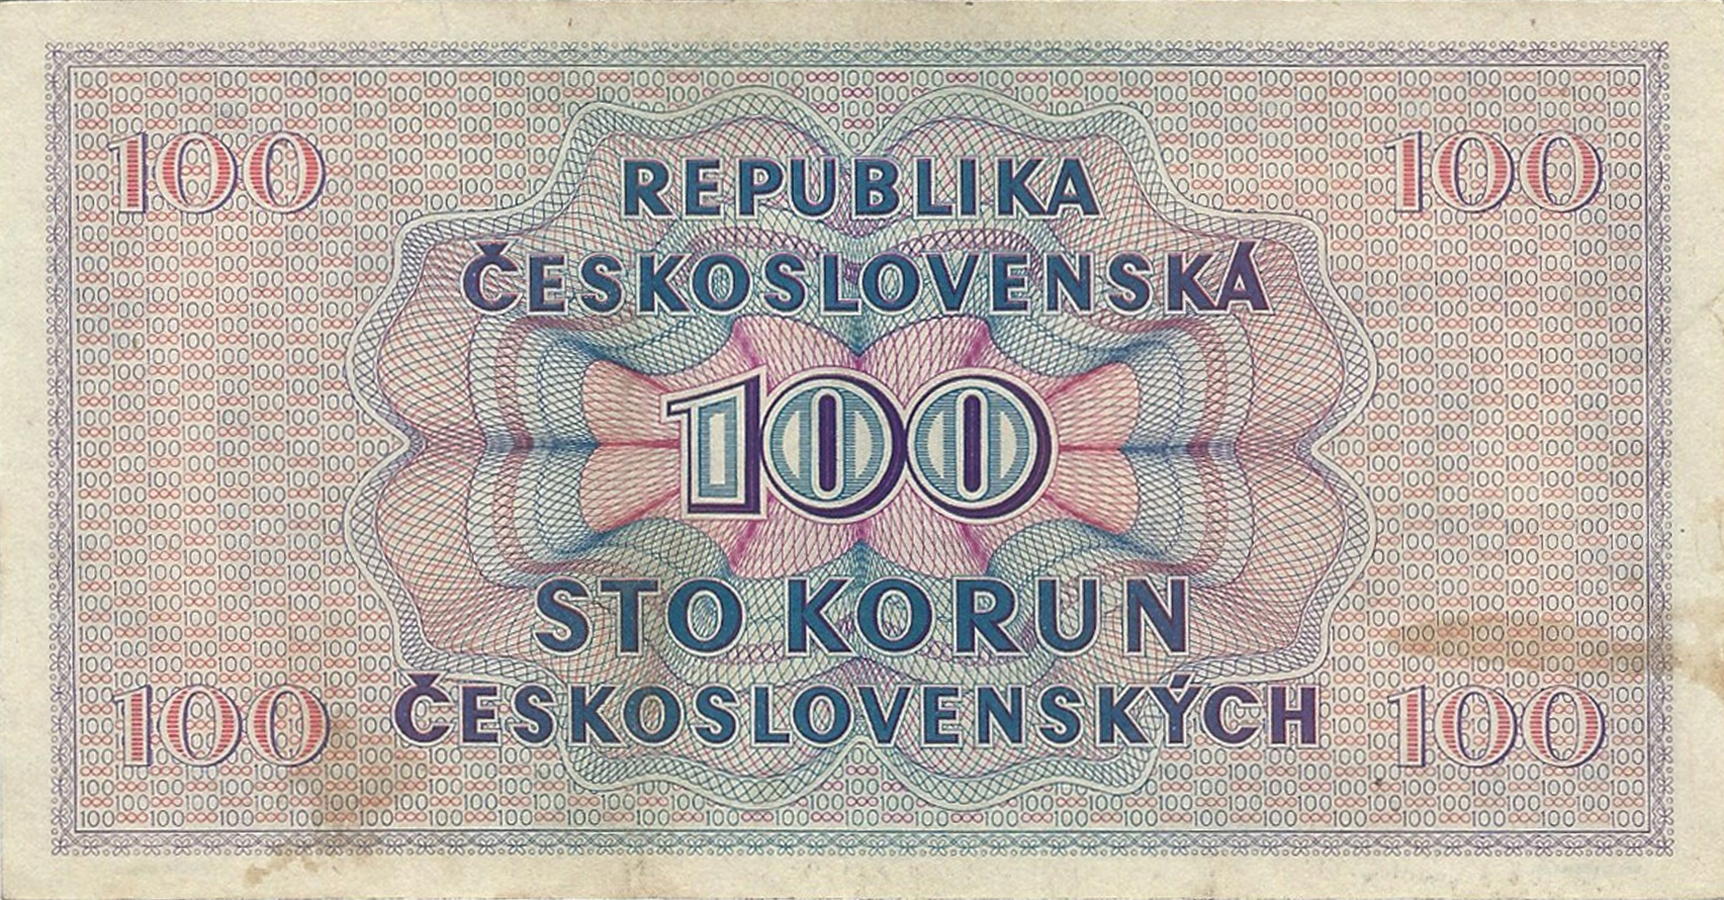 100 100
REPUBLIKA
ČESKOSLOVENSKÁ
100
STO KORUN
ČESKOSLOVENSKÝCH
100 100